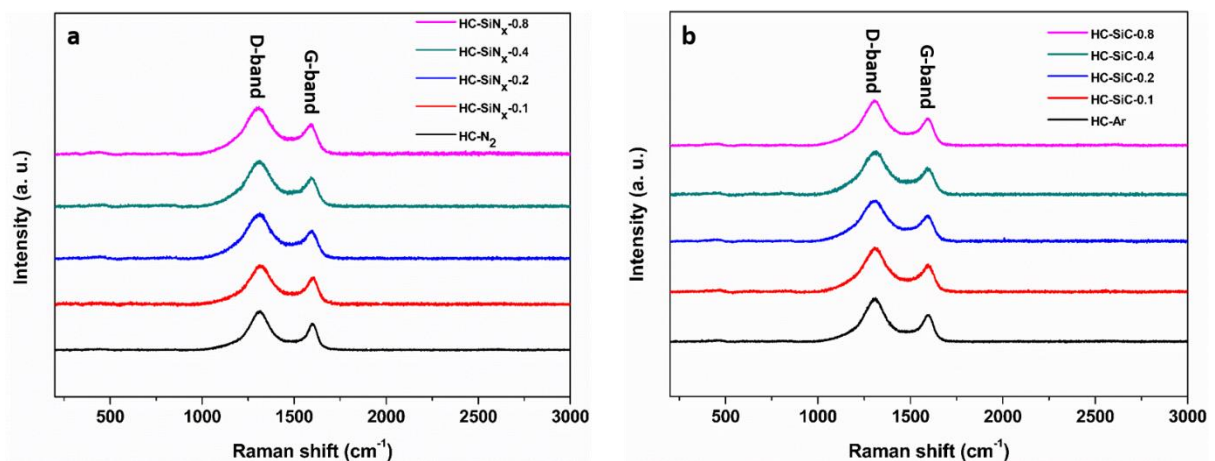 a
D-band
G-band
HC-SiNₓ-0.8
HC-SiNₓ-0.4
HC-SiNₓ-0.2
HC-SiNₓ-0.1
HC-N₂
Intensity (a. u.)
500 1000 1500 2000 2500 3000
Raman shift (cm⁻¹)
b
D-band
G-band
HC-SiC-0.8
HC-SiC-0.4
HC-SiC-0.2
HC-SiC-0.1
HC-Ar
Intensity (a. u.)
500 1000 1500 2000 2500 3000
Raman shift (cm⁻¹)